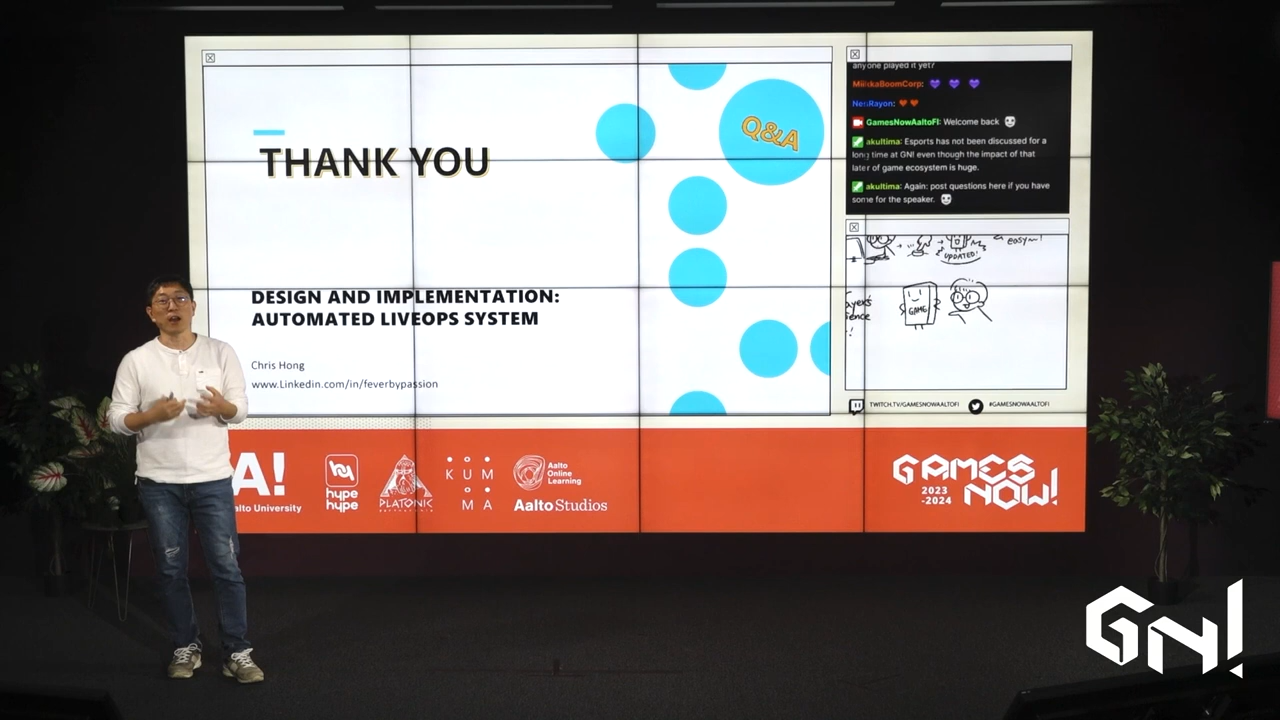 THANK YOU
Q&A
DESIGN AND IMPLEMENTATION:
AUTOMATED LIVEOPS SYSTEM
Chris Hong
www.Linkedin.com/in/feverbypassion
anyone played it yet?
MiikkaBoomCorp:
NeoRayon:
GamesNowAaltoFI: Welcome back
akultima: Esports has not been discussed for a
long time at GN! even though the impact of that
later of game ecosystem is huge.
akultima: Again: post questions here if you have
some for the speaker.
easy!
UPDATED!
GAME
TWITCH.TV/GAMESNOWAALTOFI
#GAMESNOWAALTOFI
A!
alto University
hype
hype
PLATONIC
KUM
MA
Aalto
Online
Learning
Aalto Studios
GAMES
NOW!
2023
-2024
GN!